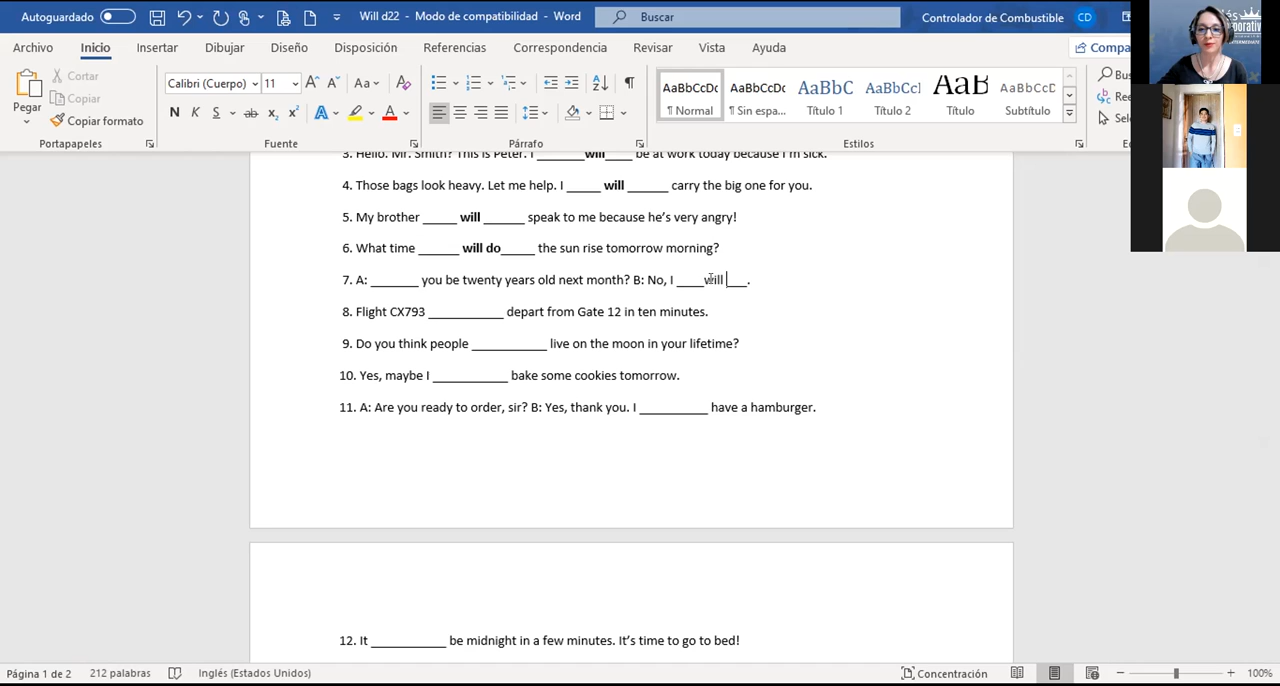 Autoguardado
Will d22 - Modo de compatibilidad - Word
Buscar
Controlador de Combustible
CD
Archivo Inicio Insertar Dibujar Diseño Disposición Referencias Correspondencia Revisar Vista Ayuda
Compa
Pegar
Cortar
Copiar
Copiar formato
Portapapeles
Calibri (Cuerpo) 11
Fuente
Párrafo
AaBbCcDc
¶ Normal
AaBbCcDc
¶ Sin espa...
AaBbC
Título 1
AaBbCcI
Título 2
AaB
Título
AaBbCcD
Subtítulo
Estilos
Bus
Ree
Sele
3. Hello. Mr. Smith? This is Peter. I ________will____ be at work today because I'm sick.
4. Those bags look heavy. Let me help. I _____ will ______ carry the big one for you.
5. My brother _____ will ______ speak to me because he's very angry!
6. What time ______ will do_____ the sun rise tomorrow morning?
7. A: _______ you be twenty years old next month? B: No, I ____will ___.
8. Flight CX793 ___________ depart from Gate 12 in ten minutes.
9. Do you think people ___________ live on the moon in your lifetime?
10. Yes, maybe I ___________ bake some cookies tomorrow.
11. A: Are you ready to order, sir? B: Yes, thank you. I __________ have a hamburger.
12. It ___________ be midnight in a few minutes. It's time to go to bed!
Página 1 de 2 212 palabras Inglés (Estados Unidos) Concentración 100%